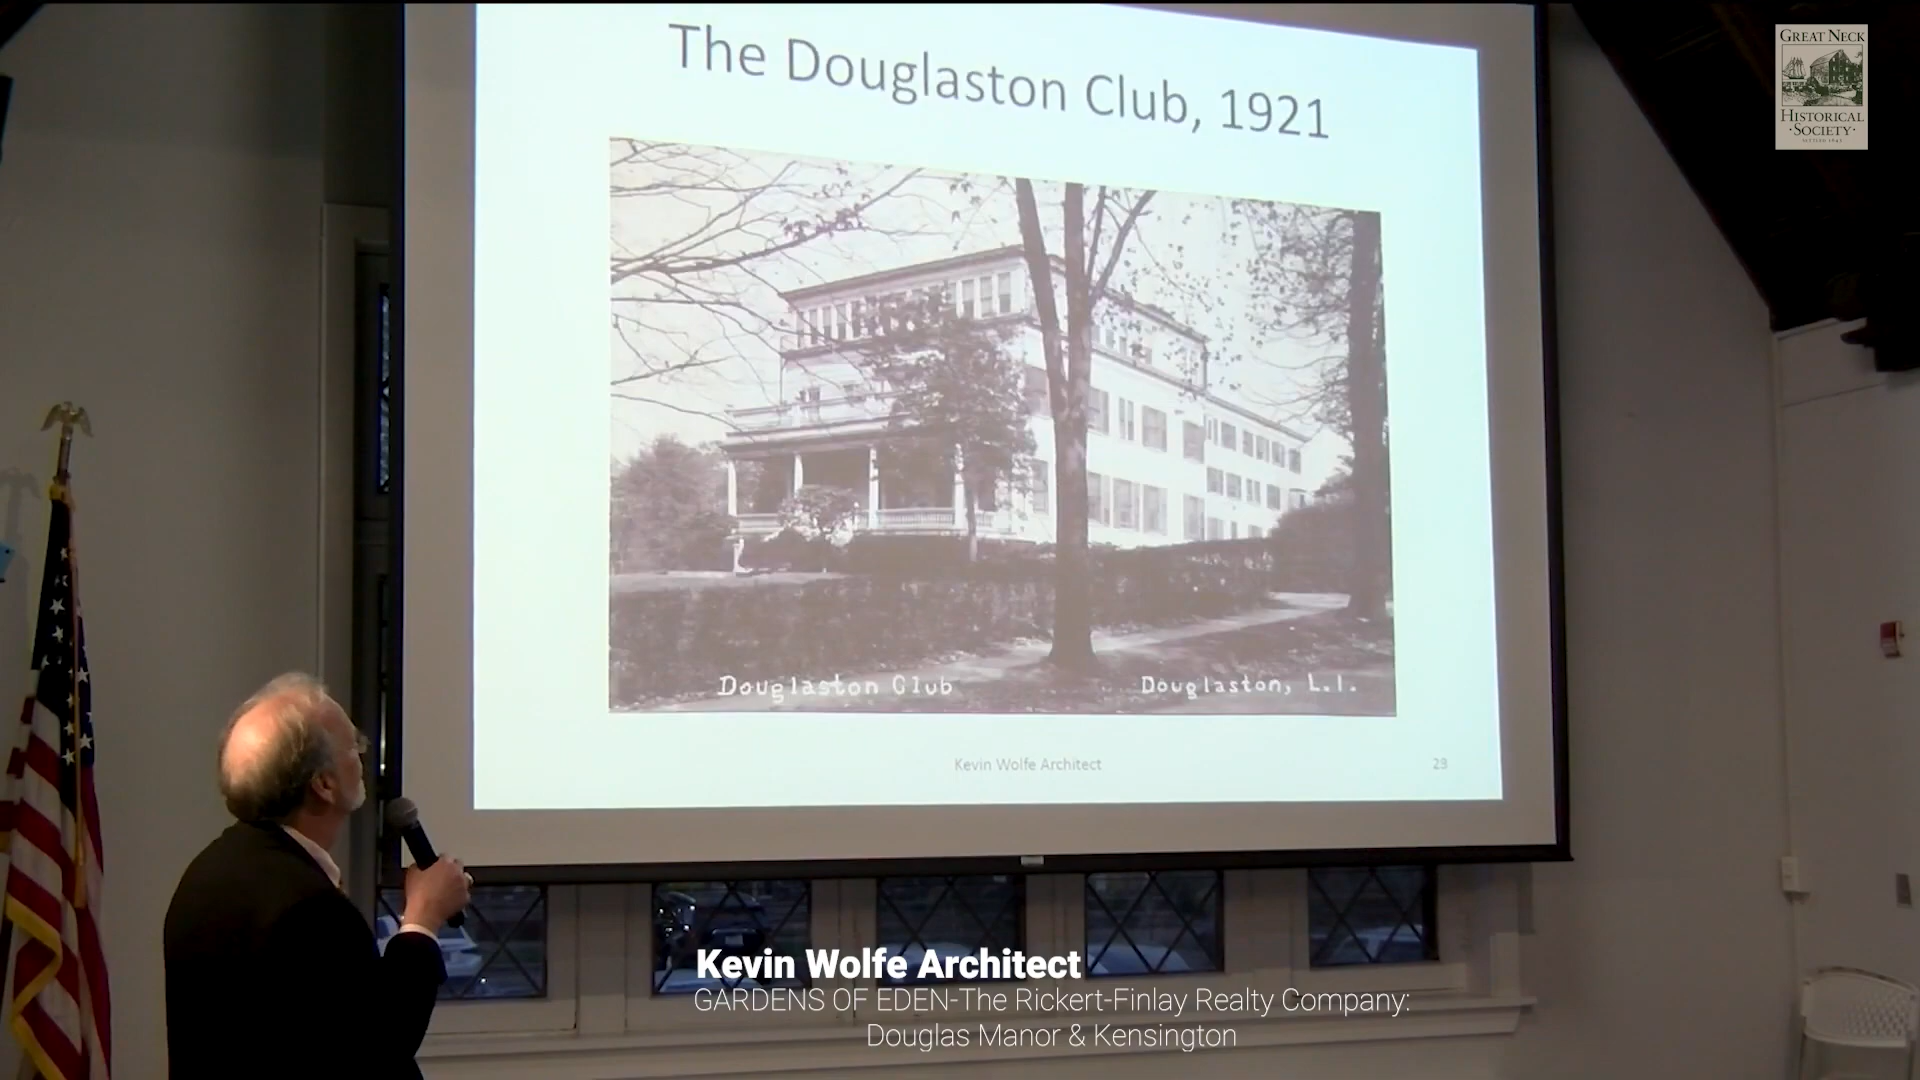 The Douglaston Club, 1921
GREAT NECK
HISTORICAL
·SOCIETY·
Douglaston Club
Douglaston, L.I.
Kevin Wolfe Architect
29
Kevin Wolfe Architect
GARDENS OF EDEN-The Rickert-Finlay Realty Company:
Douglas Manor & Kensington